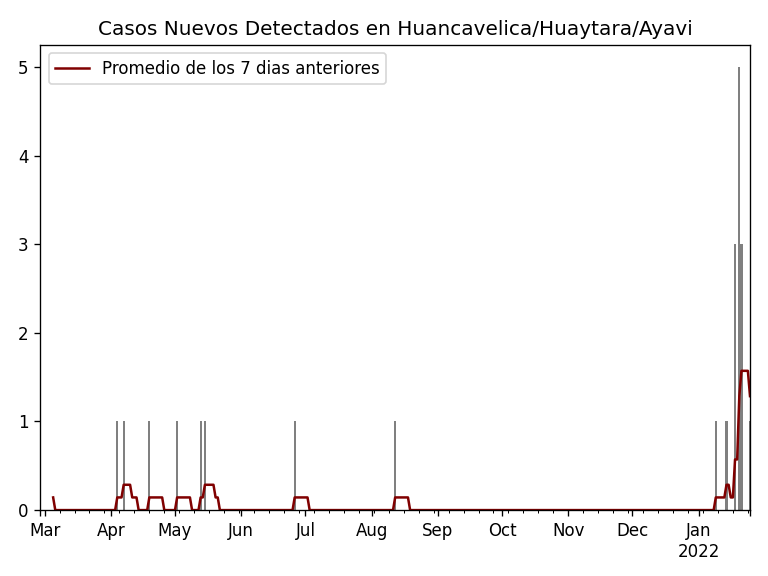 Casos Nuevos Detectados en Huancavelica/Huaytara/Ayavi
Promedio de los 7 dias anteriores
5
4
3
2
1
0
Mar Apr May Jun Jul Aug Sep Oct Nov Dec Jan
2022